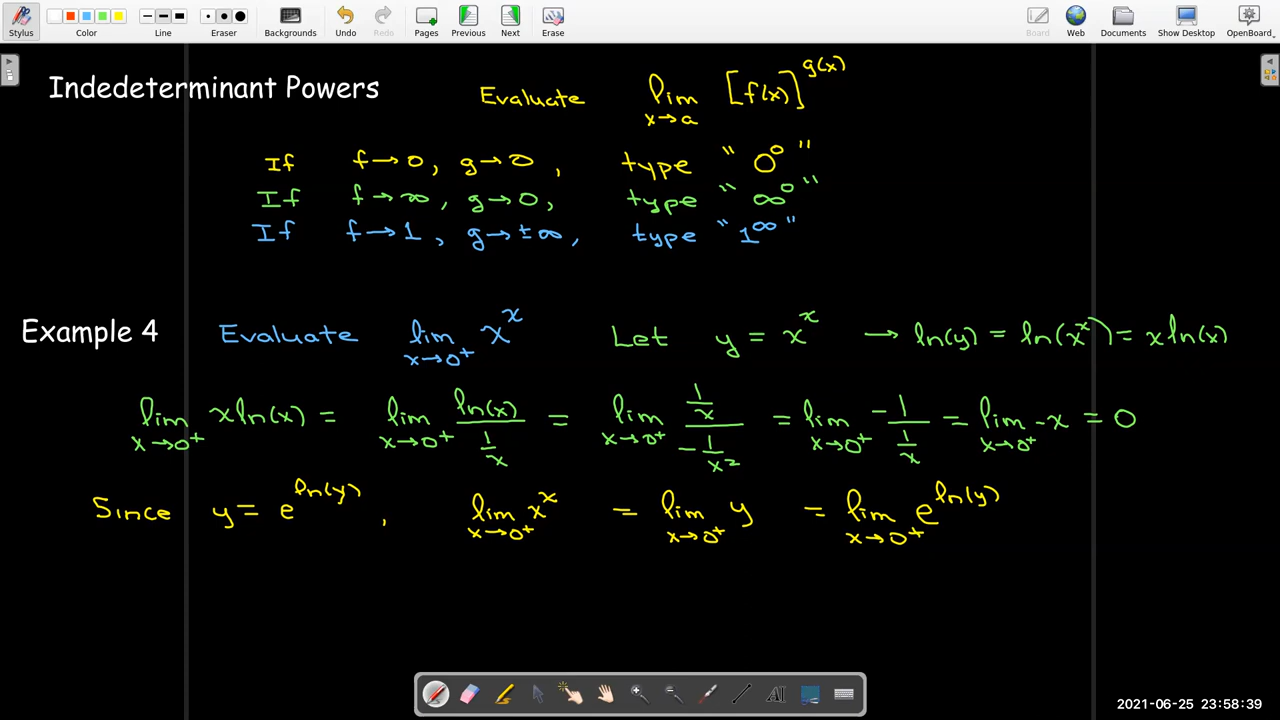 Stylus Color Line Eraser Backgrounds Undo Redo Pages Previous Next Erase Board Web Documents Show Desktop OpenBoard
Indedeterminant Powers Evaluate lim x→a [f(x)]^g(x)
If f→0, g→0, type "0^0"
If f→∞, g→0, type "∞^0"
If f→1, g→±∞, type "1^∞"
Example 4 Evaluate lim x→0⁺ x^x Let y = x^x → ln(y) = ln(x^x) = x ln(x)
lim x→0⁺ x ln(x) = lim x→0⁺ ln(x) / (1/x) = lim x→0⁺ (1/x) / (-1/x²) = lim x→0⁺ -1 / (1/x) = lim x→0⁺ -x = 0
Since y = e^ln(y), lim x→0⁺ x^x = lim x→0⁺ y = lim x→0⁺ e^ln(y)
AI
2021-06-25 23:58:39